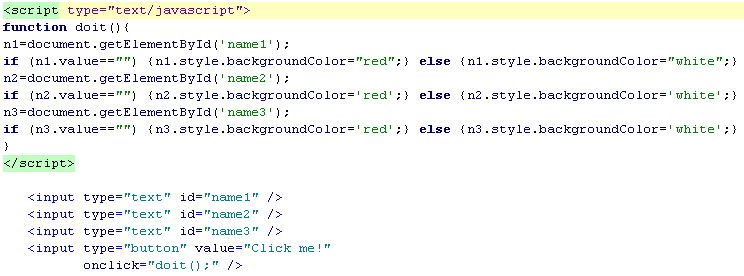 <script type="text/javascript">
function doit(){
n1=document.getElementById('name1');
if (n1.value=="") {n1.style.backgroundColor="red";} else {n1.style.backgroundColor="white";}
n2=document.getElementById('name2');
if (n2.value=="") {n2.style.backgroundColor='red';} else {n2.style.backgroundColor='white';}
n3=document.getElementById('name3');
if (n3.value=="") {n3.style.backgroundColor='red';} else {n3.style.backgroundColor='white';}
}
</script>
<input type="text" id="name1" />
<input type="text" id="name2" />
<input type="text" id="name3" />
<input type="button" value="Click me!"
onclick="doit();" />